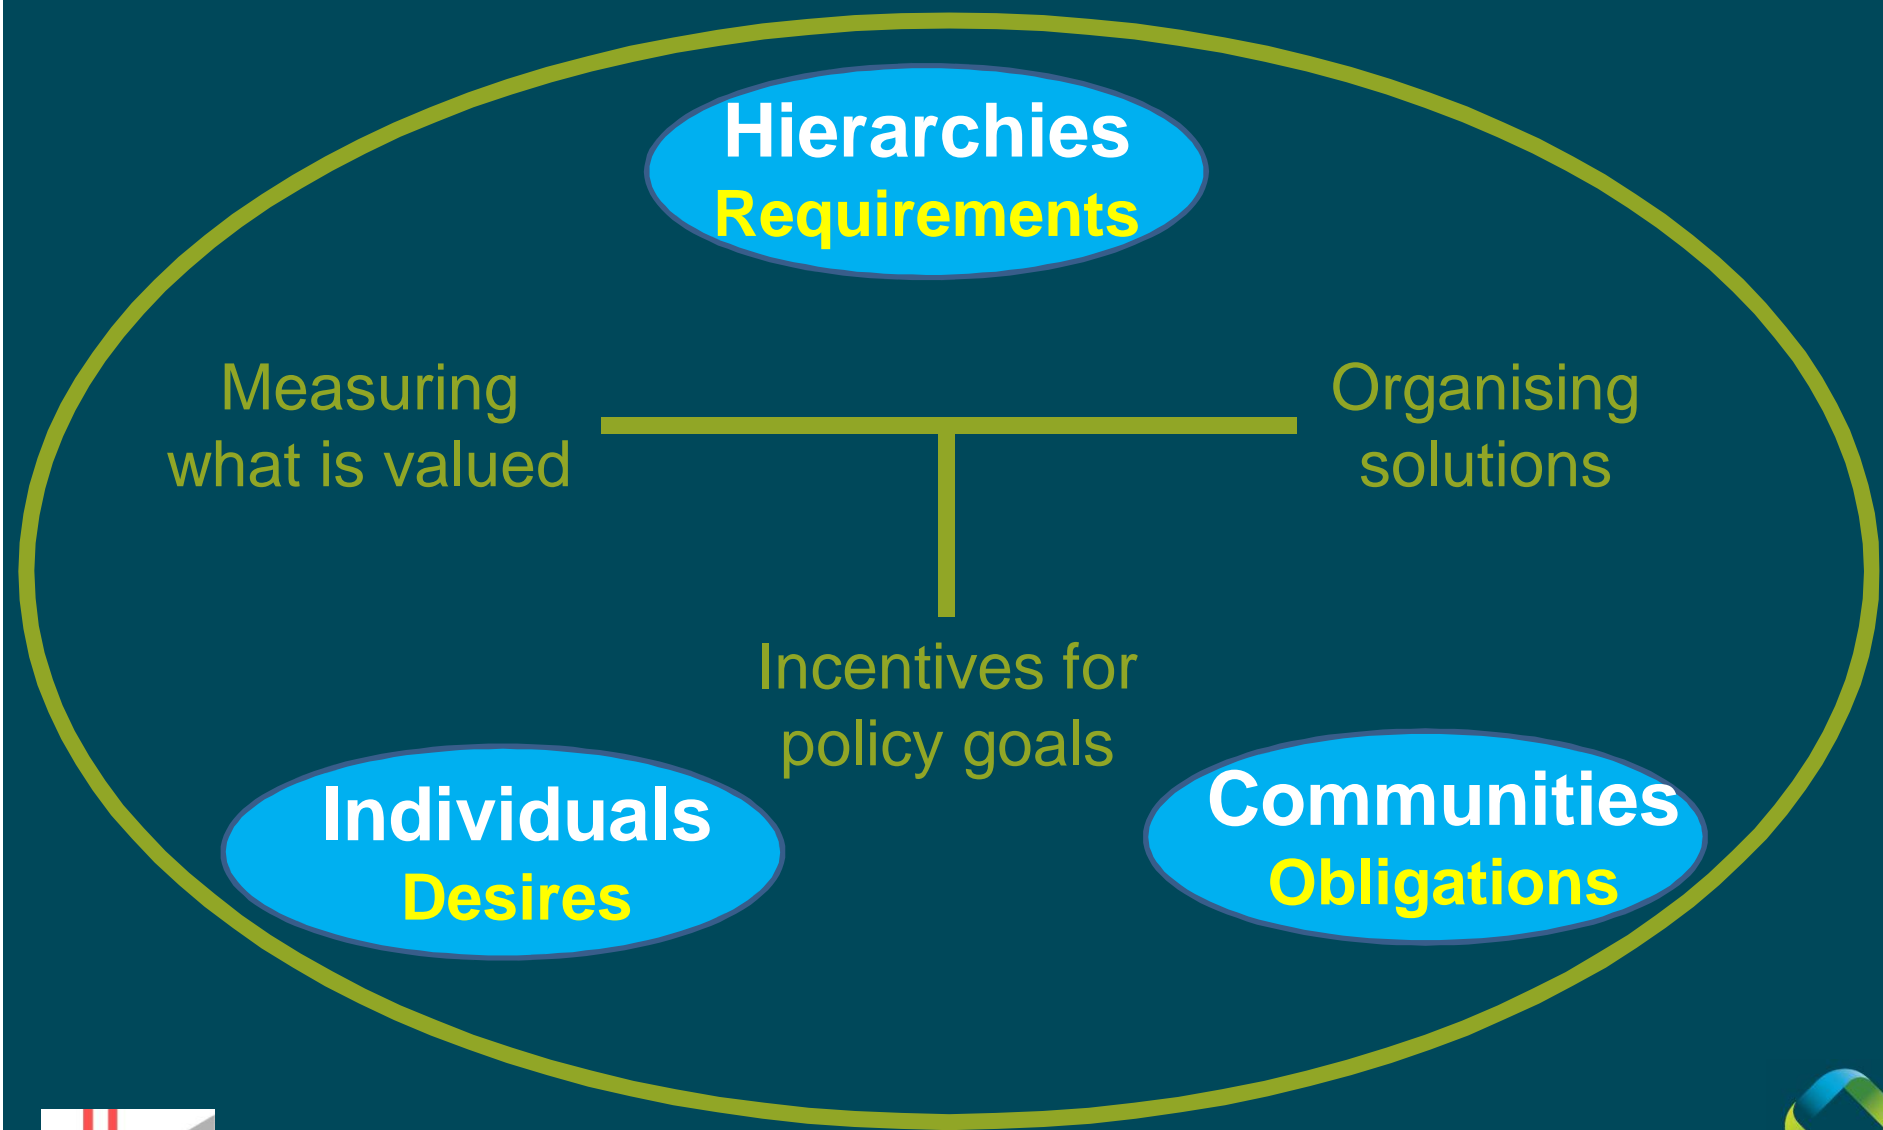 Hierarchies
Requirements
Measuring
what is valued
Organising
solutions
Incentives for
policy goals
Individuals
Desires
Communities
Obligations